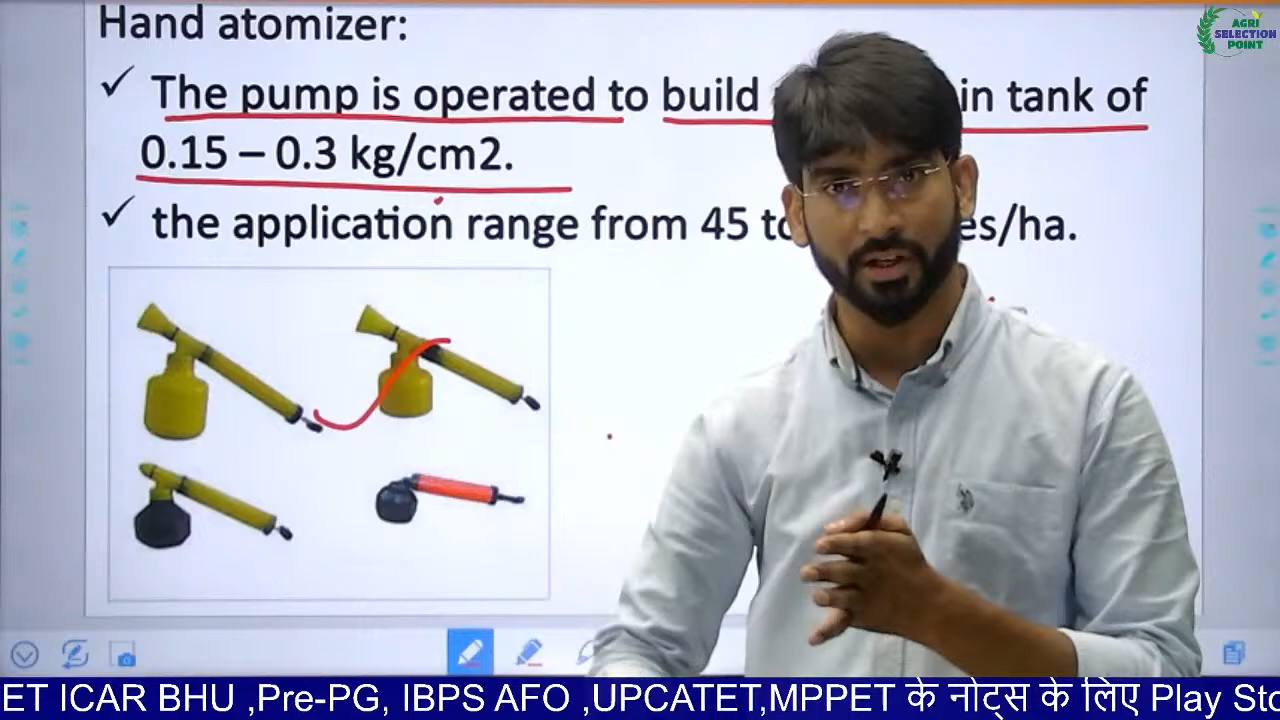 Hand atomizer:
AGRI
SELECTION
POINT
✓ The pump is operated to build in tank of
0.15 – 0.3 kg/cm2.
✓ the application range from 45 to es/ha.
ET ICAR BHU ,Pre-PG, IBPS AFO ,UPCATET,MPPET के नोट्स के लिए Play Sto